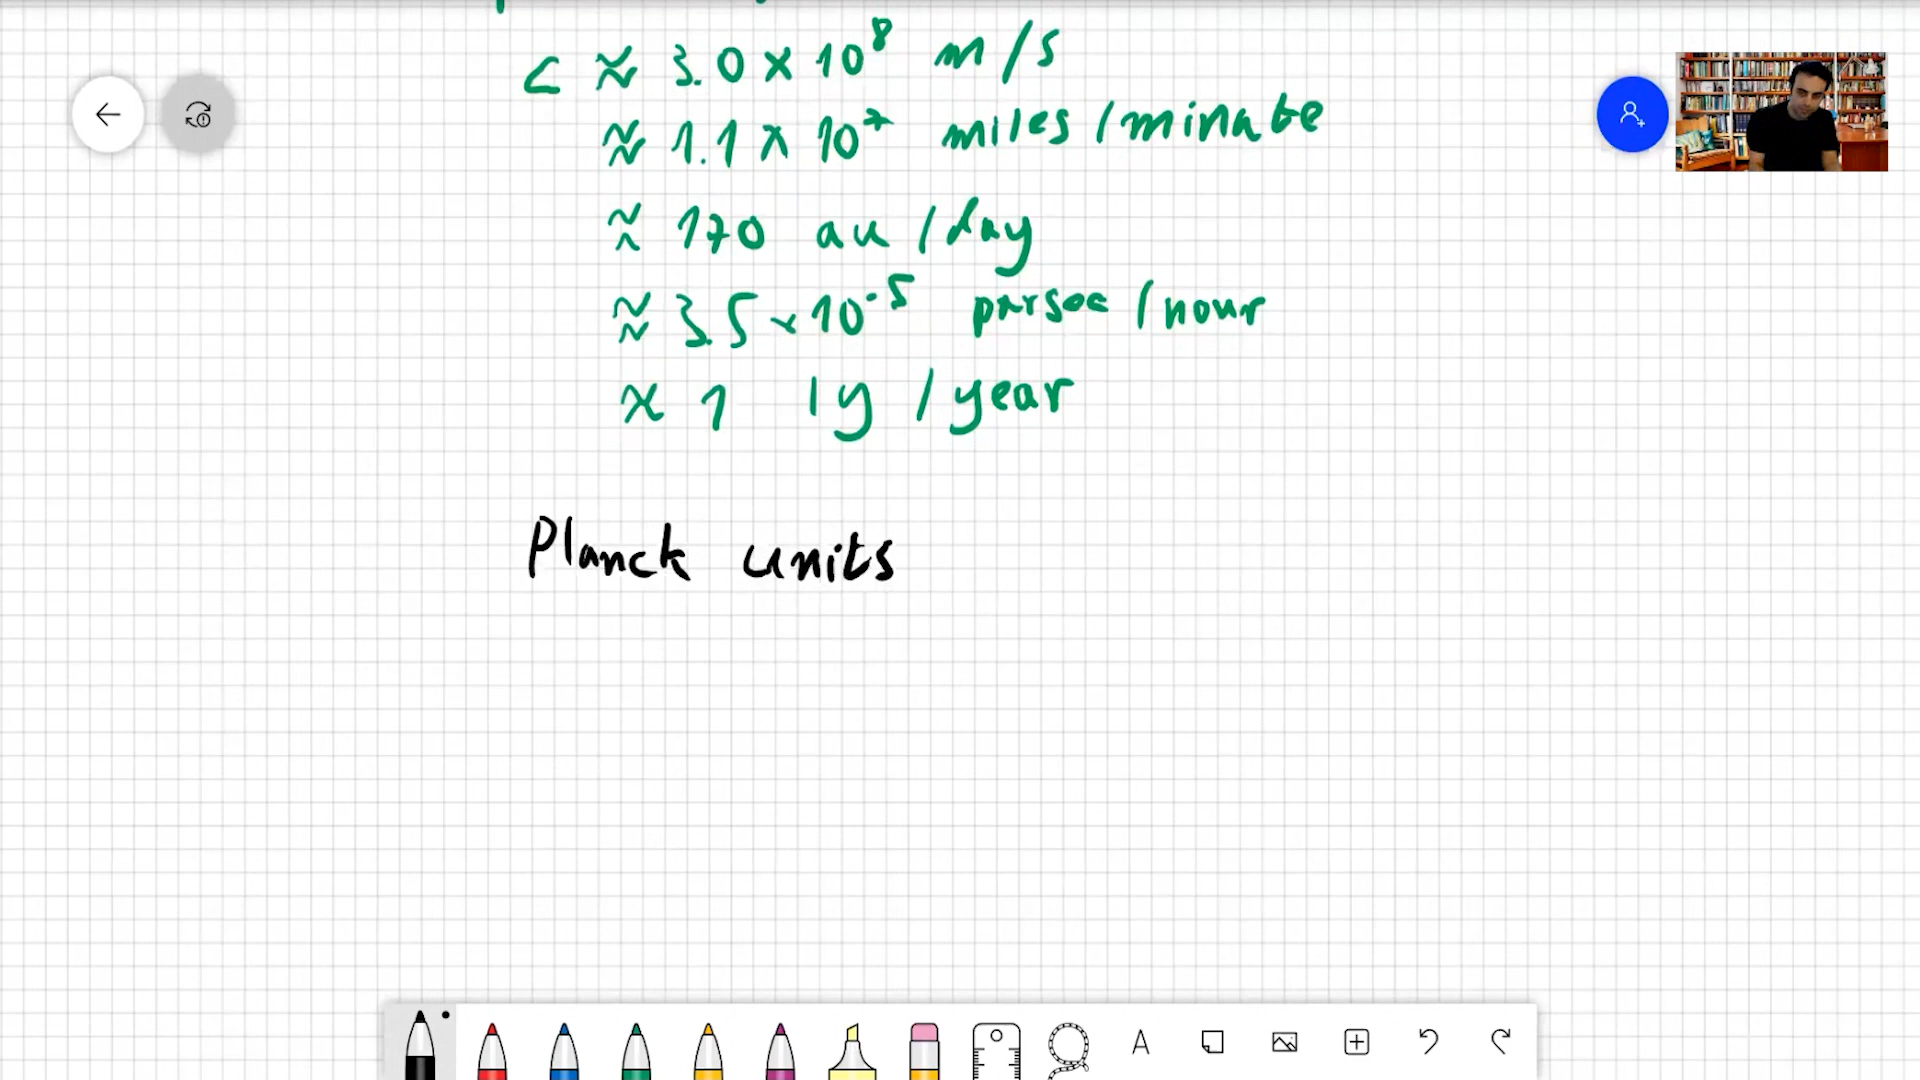 c ≈ 3.0 × 10⁸ m/s
≈ 1.1 × 10⁷ miles / minute
≈ 170 au / day
≈ 3.5 × 10⁻⁵ parsec / hour
≈ 1 ly / year
Planck units
A